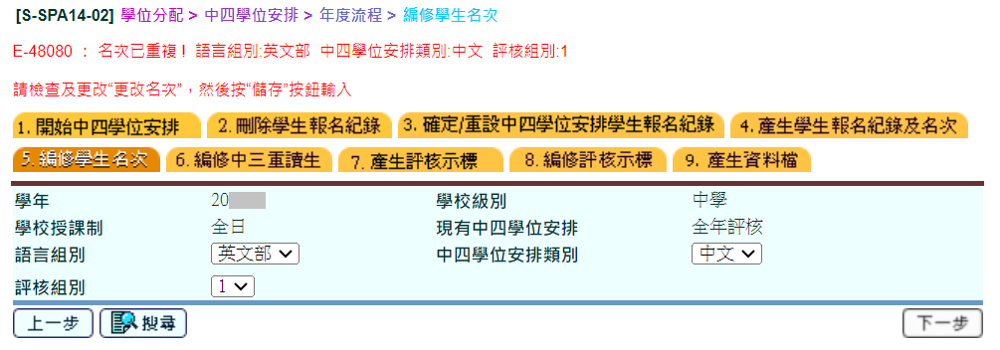 [S-SPA14-02] 學位分配 > 中四學位安排 > 年度流程 > 編修學生名次
E-48080 : 名次已重複! 語言組別:英文部 中四學位安排類別:中文 評核組別:1
請檢查及更改“更改名次”,然後按“儲存”按鈕輸入
1. 開始中四學位安排 2. 刪除學生報名紀錄 3. 確定/重設中四學位安排學生報名紀錄 4. 產生學生報名紀錄及名次
5. 編修學生名次 6. 編修中三重讀生 7. 產生評核示標 8. 編修評核示標 9. 產生資料檔
學年 20 學校級別 中學
學校授課制 全日 現有中四學位安排 全年評核
語言組別 英文部 中四學位安排類別 中文
評核組別 1
上一步 搜尋 下一步